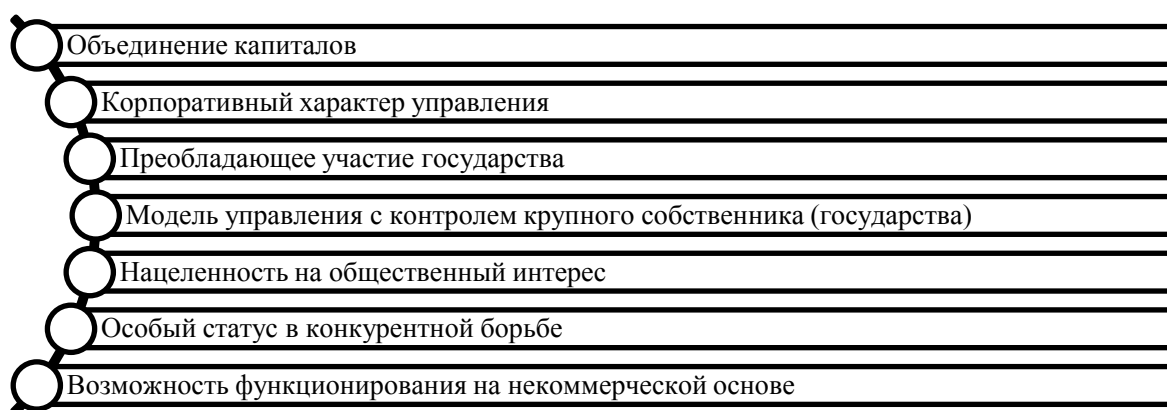 Объединение капиталов
Корпоративный характер управления
Преобладающее участие государства
Модель управления с контролем крупного собственника (государства)
Нацеленность на общественный интерес
Особый статус в конкурентной борьбе
Возможность функционирования на некоммерческой основе